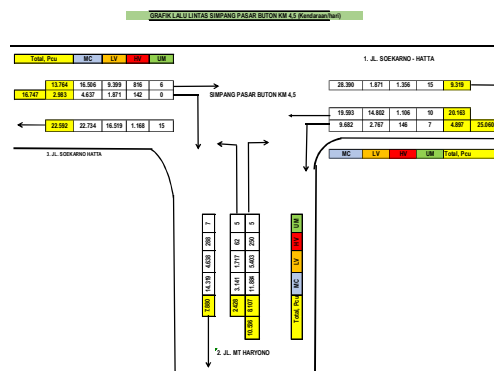 GRAFIK LALU LINTAS SIMPANG PASAR BUTON KM 4,5 (Kendaraan/hari)
Total, Pcu MC LV HV UM
13.764 16.506 9.399 816 6
16.747 2.983 4.637 1.871 142 0
22.592 22.734 16.519 1.168 15
SIMPANG PASAR BUTON KM 4,5
3. JL. SOEKARNO HATTA
1. JL. SOEKARNO - HATTA
28.390 1.871 1.356 15 9.319
19.593 14.802 1.106 10 20.163
9.682 2.767 146 7 4.897 25.060
MC LV HV UM Total, Pcu
7.880 14.319 4.638 288 7
2.428 3.141 1.717 62 5
10.536 8.107 11.884 5.403 250 5
Total, Pcu MC LV HV UM
2. JL. MT HARYONO